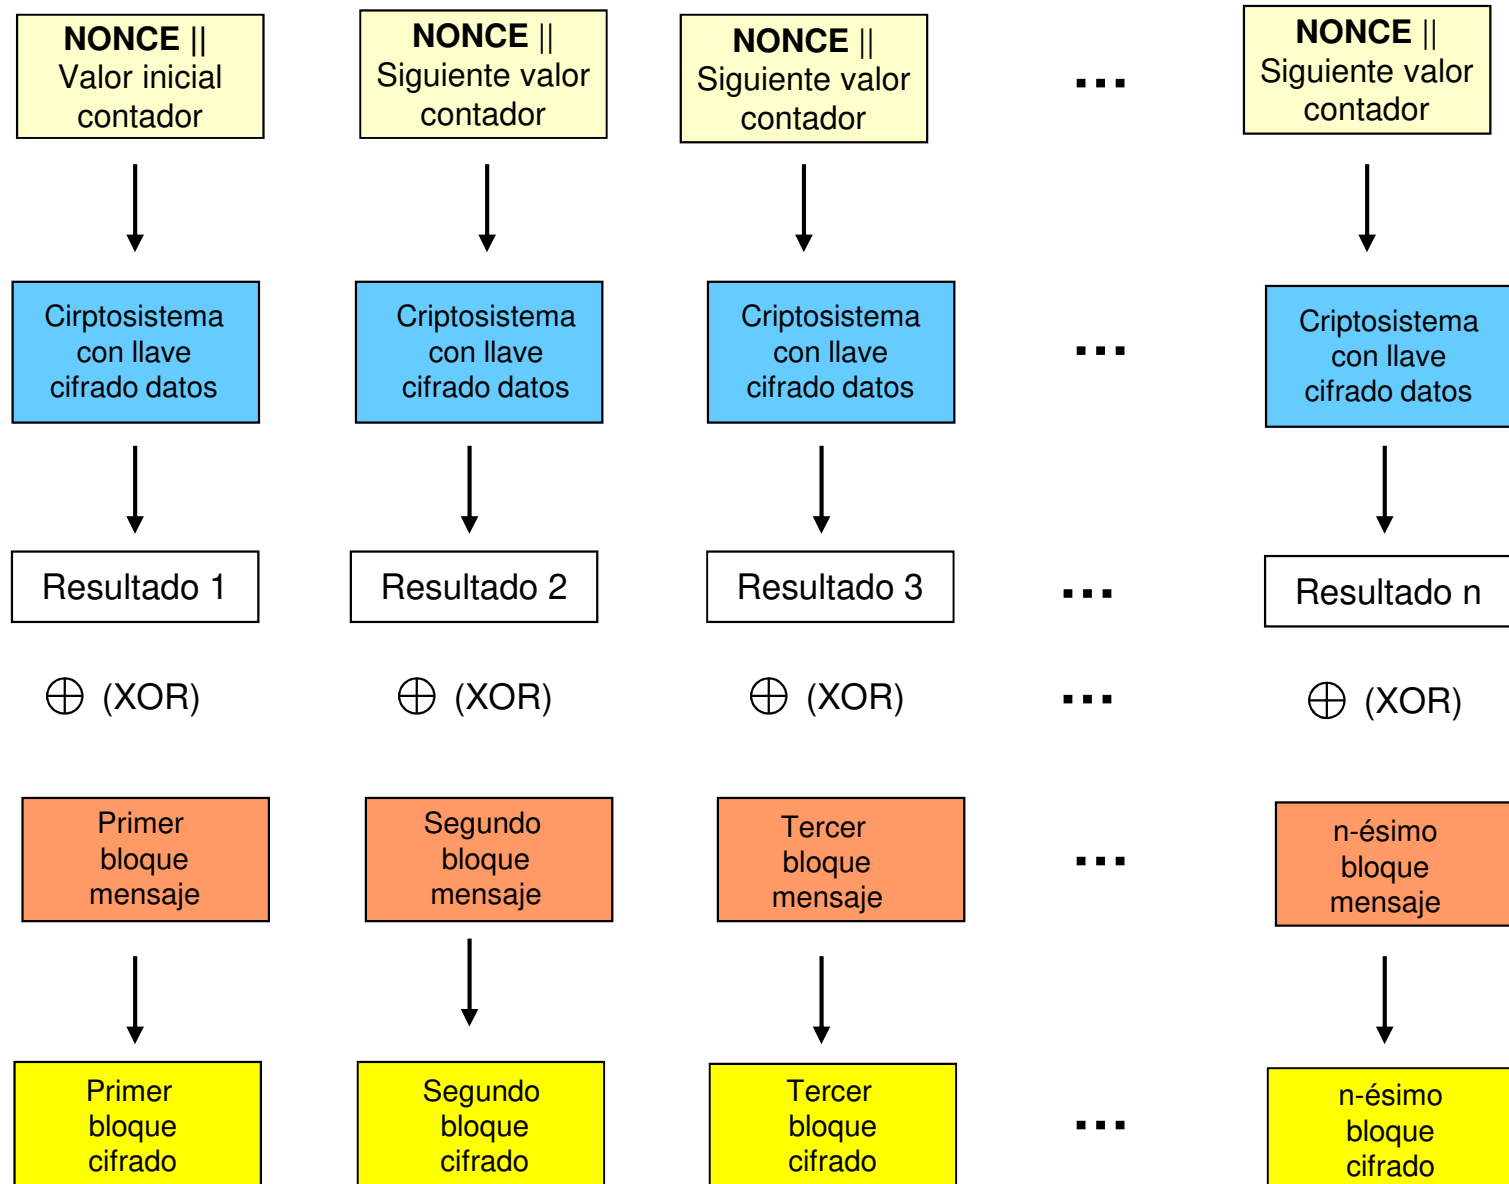 NONCE ||
Valor inicial
contador
NONCE ||
Siguiente valor
contador
NONCE ||
Siguiente valor
contador
...
NONCE ||
Siguiente valor
contador
Cirptosistema
con llave
cifrado datos
Criptosistema
con llave
cifrado datos
Criptosistema
con llave
cifrado datos
...
Criptosistema
con llave
cifrado datos
Resultado 1
Resultado 2
Resultado 3
...
Resultado n
⊕ (XOR)
⊕ (XOR)
⊕ (XOR)
...
⊕ (XOR)
Primer
bloque
mensaje
Segundo
bloque
mensaje
Tercer
bloque
mensaje
...
n-ésimo
bloque
mensaje
Primer
bloque
cifrado
Segundo
bloque
cifrado
Tercer
bloque
cifrado
...
n-ésimo
bloque
cifrado